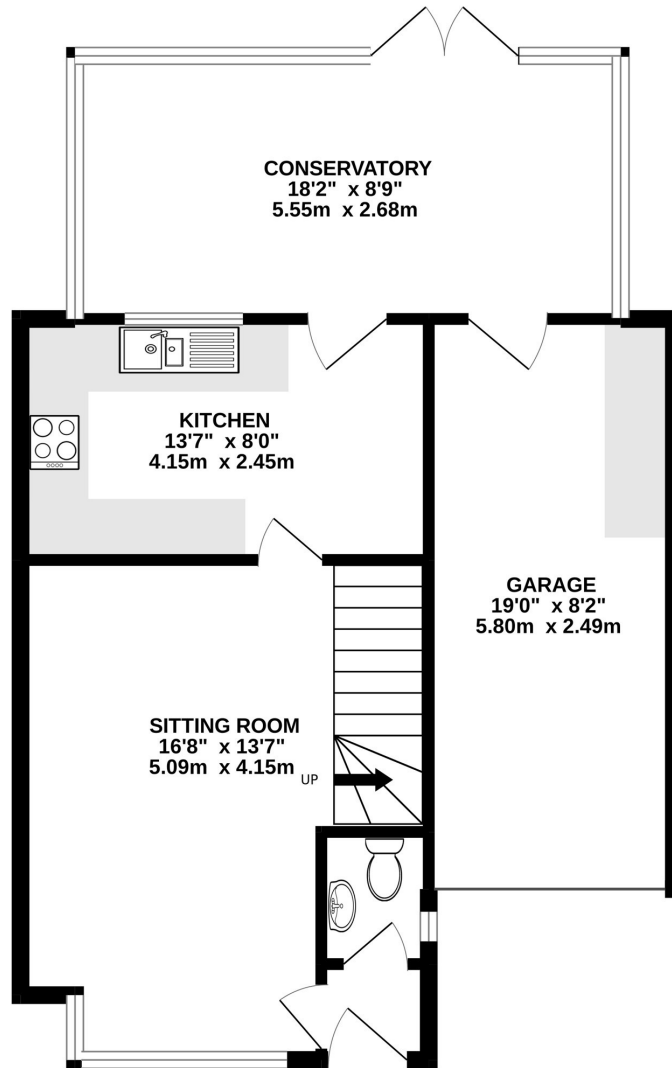 CONSERVATORY
18'2" x 8'9"
5.55m x 2.68m
KITCHEN
13'7" x 8'0"
4.15m x 2.45m
GARAGE
19'0" x 8'2"
5.80m x 2.49m
SITTING ROOM
16'8" x 13'7"
5.09m x 4.15m
UP